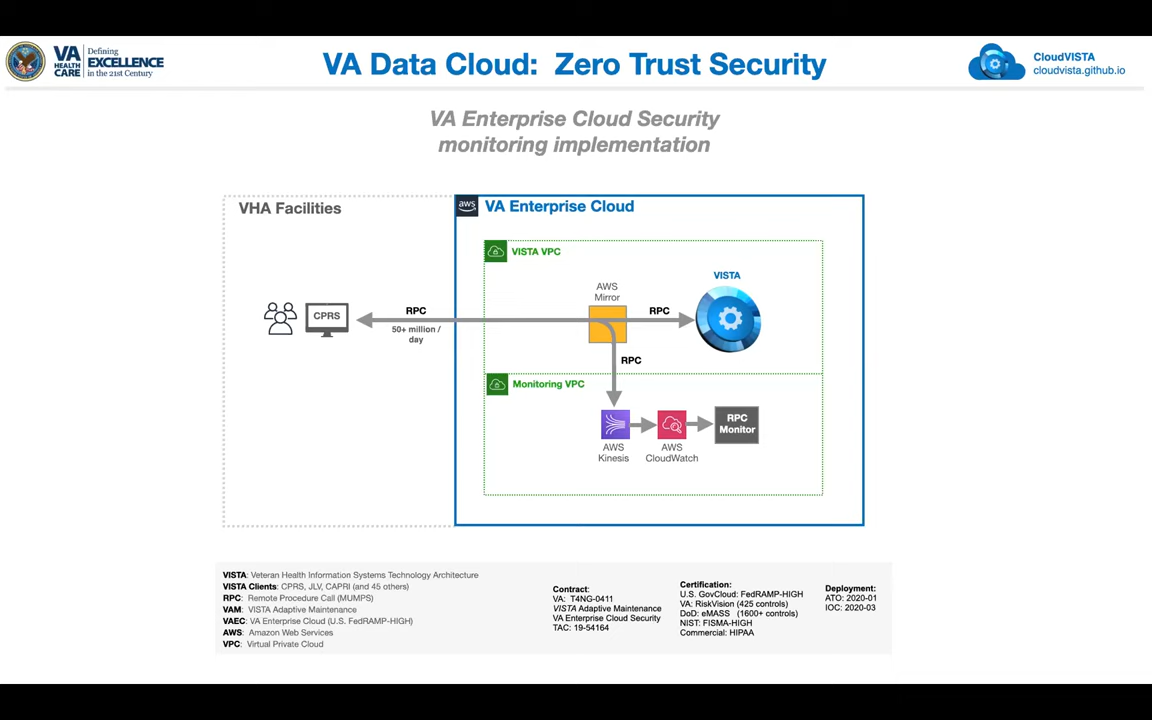 VA
HEALTH
CARE
Defining
EXCELLENCE
in the 21st Century
VA Data Cloud: Zero Trust Security
CloudVISTA
cloudvista.github.io
VA Enterprise Cloud Security
monitoring implementation
VHA Facilities
aws
VA Enterprise Cloud
VISTA VPC
AWS
Mirror
VISTA
CPRS
RPC
50+ million /
day
RPC
RPC
Monitoring VPC
AWS
Kinesis
AWS
CloudWatch
RPC
Monitor
VISTA: Veteran Health Information Systems Technology Architecture
VISTA Clients: CPRS, JLV, CAPRI (and 45 others)
RPC: Remote Procedure Call (MUMPS)
VAM: VISTA Adaptive Maintenance
VAEC: VA Enterprise Cloud (U.S. FedRAMP-HIGH)
AWS: Amazon Web Services
VPC: Virtual Private Cloud
Contract:
VA: T4NG-0411
VISTA Adaptive Maintenance
VA Enterprise Cloud Security
TAC: 19-54164
Certification:
U.S. GovCloud: FedRAMP-HIGH
VA: RiskVision (425 controls)
DoD: eMASS (1600+ controls)
NIST: FISMA-HIGH
Commercial: HIPAA
Deployment:
ATO: 2020-01
IOC: 2020-03